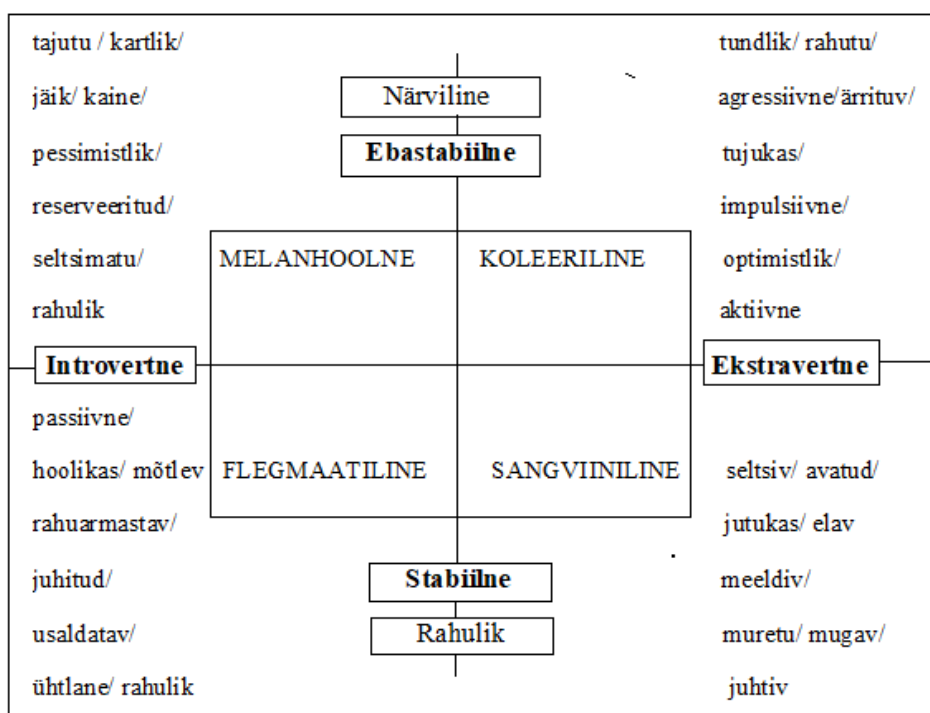 tajutu / kartlik/
tundlik/ rahutu/
Närviline
jäik/ kaine/
agressiivne/ärrituv/
Ebastabiilne
pessimistlik/
tujukas/
reserveeritud/
impulsiivne/
seltsimatu/
MELANHOOLNE
KOLEERILINE
optimistlik/
rahulik
aktiivne
Introvertne
Ekstravertne
passiivne/
hoolikas/ mõtlev
FLEGMAATILINE
SANGVIINILINE
seltsiv/ avatud/
rahuarmastav/
jutukas/ elav
juhitud/
Stabiilne
meeldiv/
usaldatav/
Rahulik
muretu/ mugav/
ühtlane/ rahulik
juhtiv